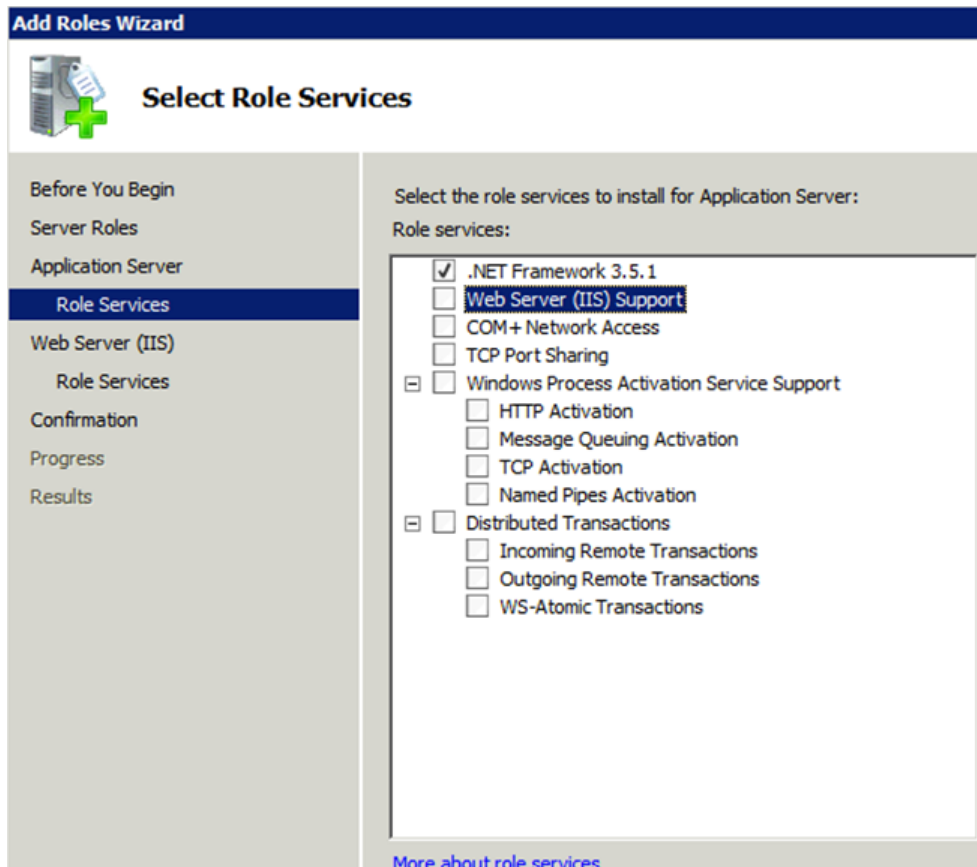 Add Roles Wizard
Select Role Services
Before You Begin
Server Roles
Application Server
Role Services
Web Server (IIS)
Role Services
Confirmation
Progress
Results
Select the role services to install for Application Server:
Role services:
.NET Framework 3.5.1
Web Server (IIS) Support
COM+ Network Access
TCP Port Sharing
Windows Process Activation Service Support
HTTP Activation
Message Queuing Activation
TCP Activation
Named Pipes Activation
Distributed Transactions
Incoming Remote Transactions
Outgoing Remote Transactions
WS-Atomic Transactions
More about role services